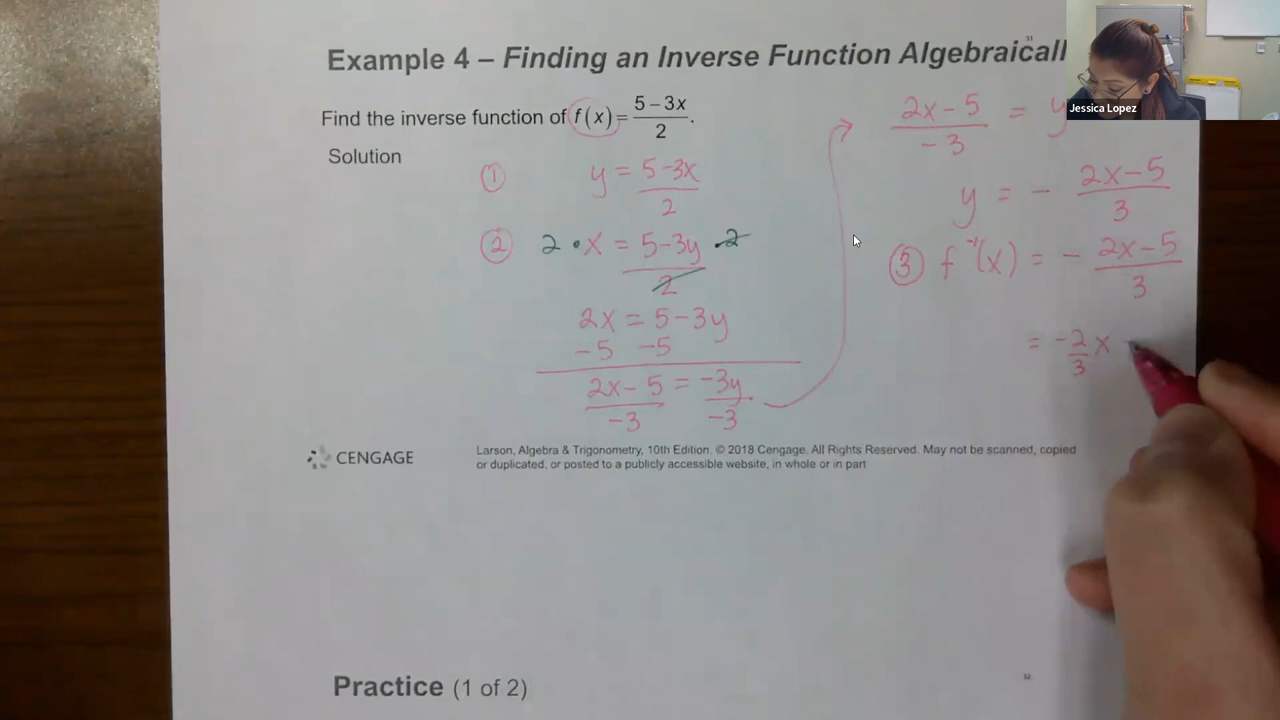 Example 4 – Finding an Inverse Function Algebraicall
31
Jessica Lopez
Find the inverse function of f(x) = (5 – 3x)/2.
Solution
① y = (5-3x)/2
② 2 • x = (5-3y)/2 • 2
2x = 5-3y
-5 -5
2x-5 = -3y
(2x-5)/-3 = -3y/-3
(2x-5)/-3 = y
y = - (2x-5)/3
③ f⁻¹(x) = - (2x-5)/3
= -2/3 x
CENGAGE
Larson, Algebra & Trigonometry, 10th Edition. © 2018 Cengage. All Rights Reserved. May not be scanned, copied
or duplicated, or posted to a publicly accessible website, in whole or in part
Practice (1 of 2)